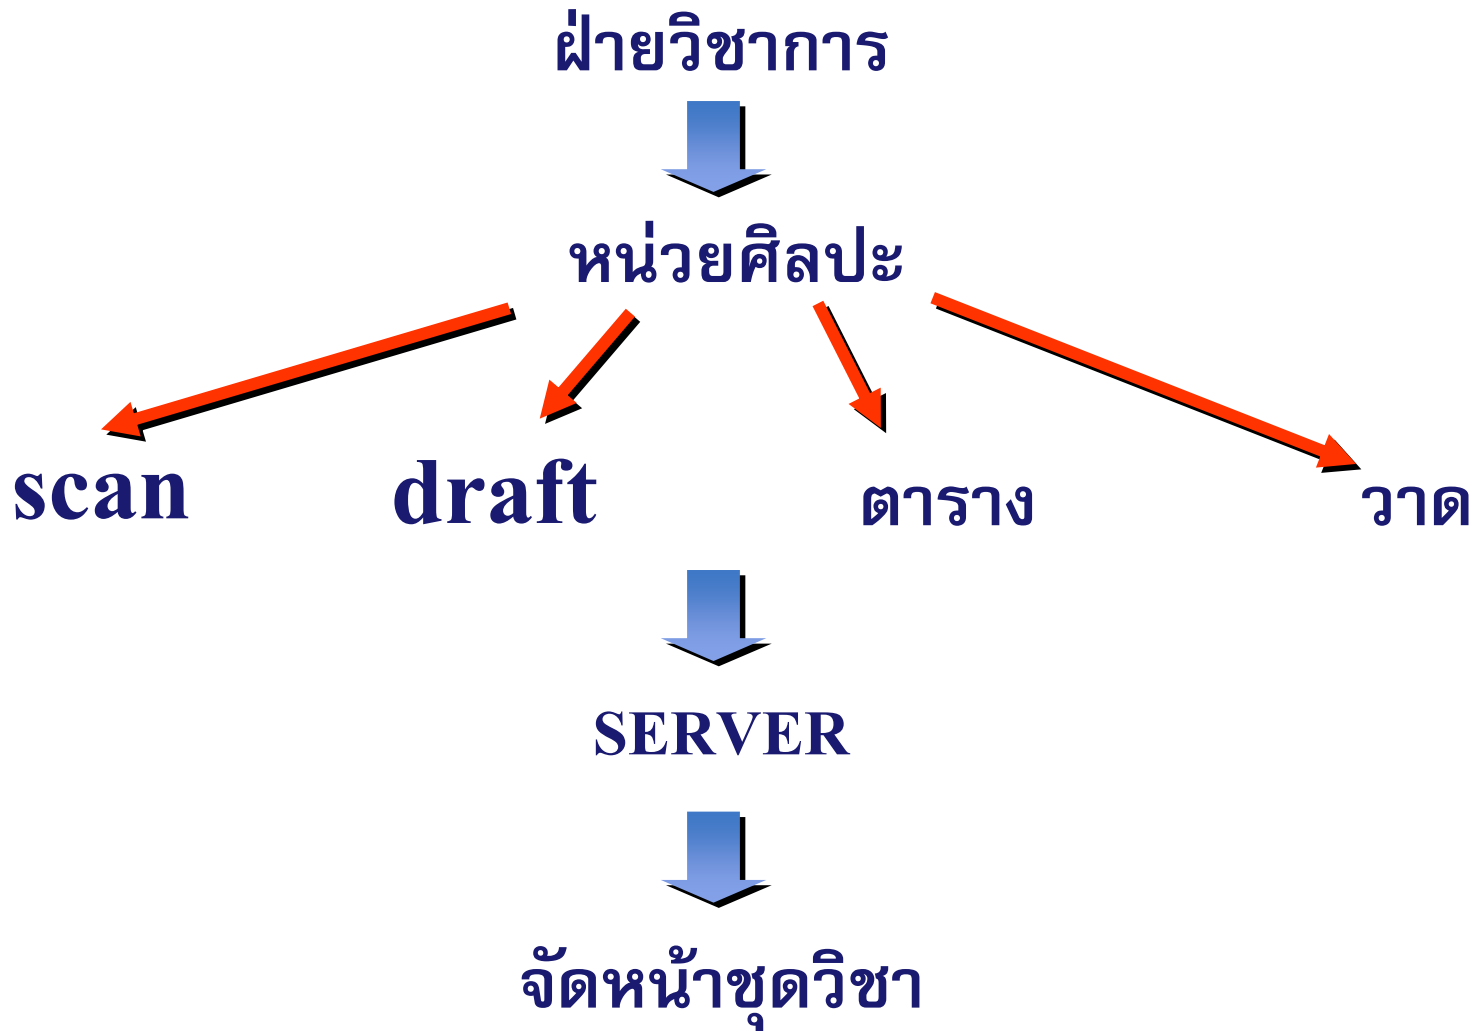 ฝ่ายวิชาการ
หน่วยศิลปะ
scan draft ตาราง วาด
SERVER
จัดหน้าชุดวิชา